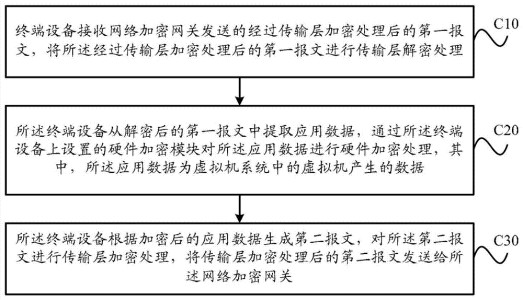 终端设备接收网络加密网关发送的经过传输层加密处理后的第一报
文，将所述经过传输层加密处理后的第一报文进行传输层解密处理
C10
所述终端设备从解密后的第一报文中提取应用数据，通过所述终端
设备上设置的硬件加密模块对所述应用数据进行硬件加密处理，其
中，所述应用数据为虚拟机系统中的虚拟机产生的数据
C20
所述终端设备根据加密后的应用数据生成第二报文，对所述第二报
文进行传输层加密处理，将传输层加密处理后的第二报文发送给所
述网络加密网关
C30